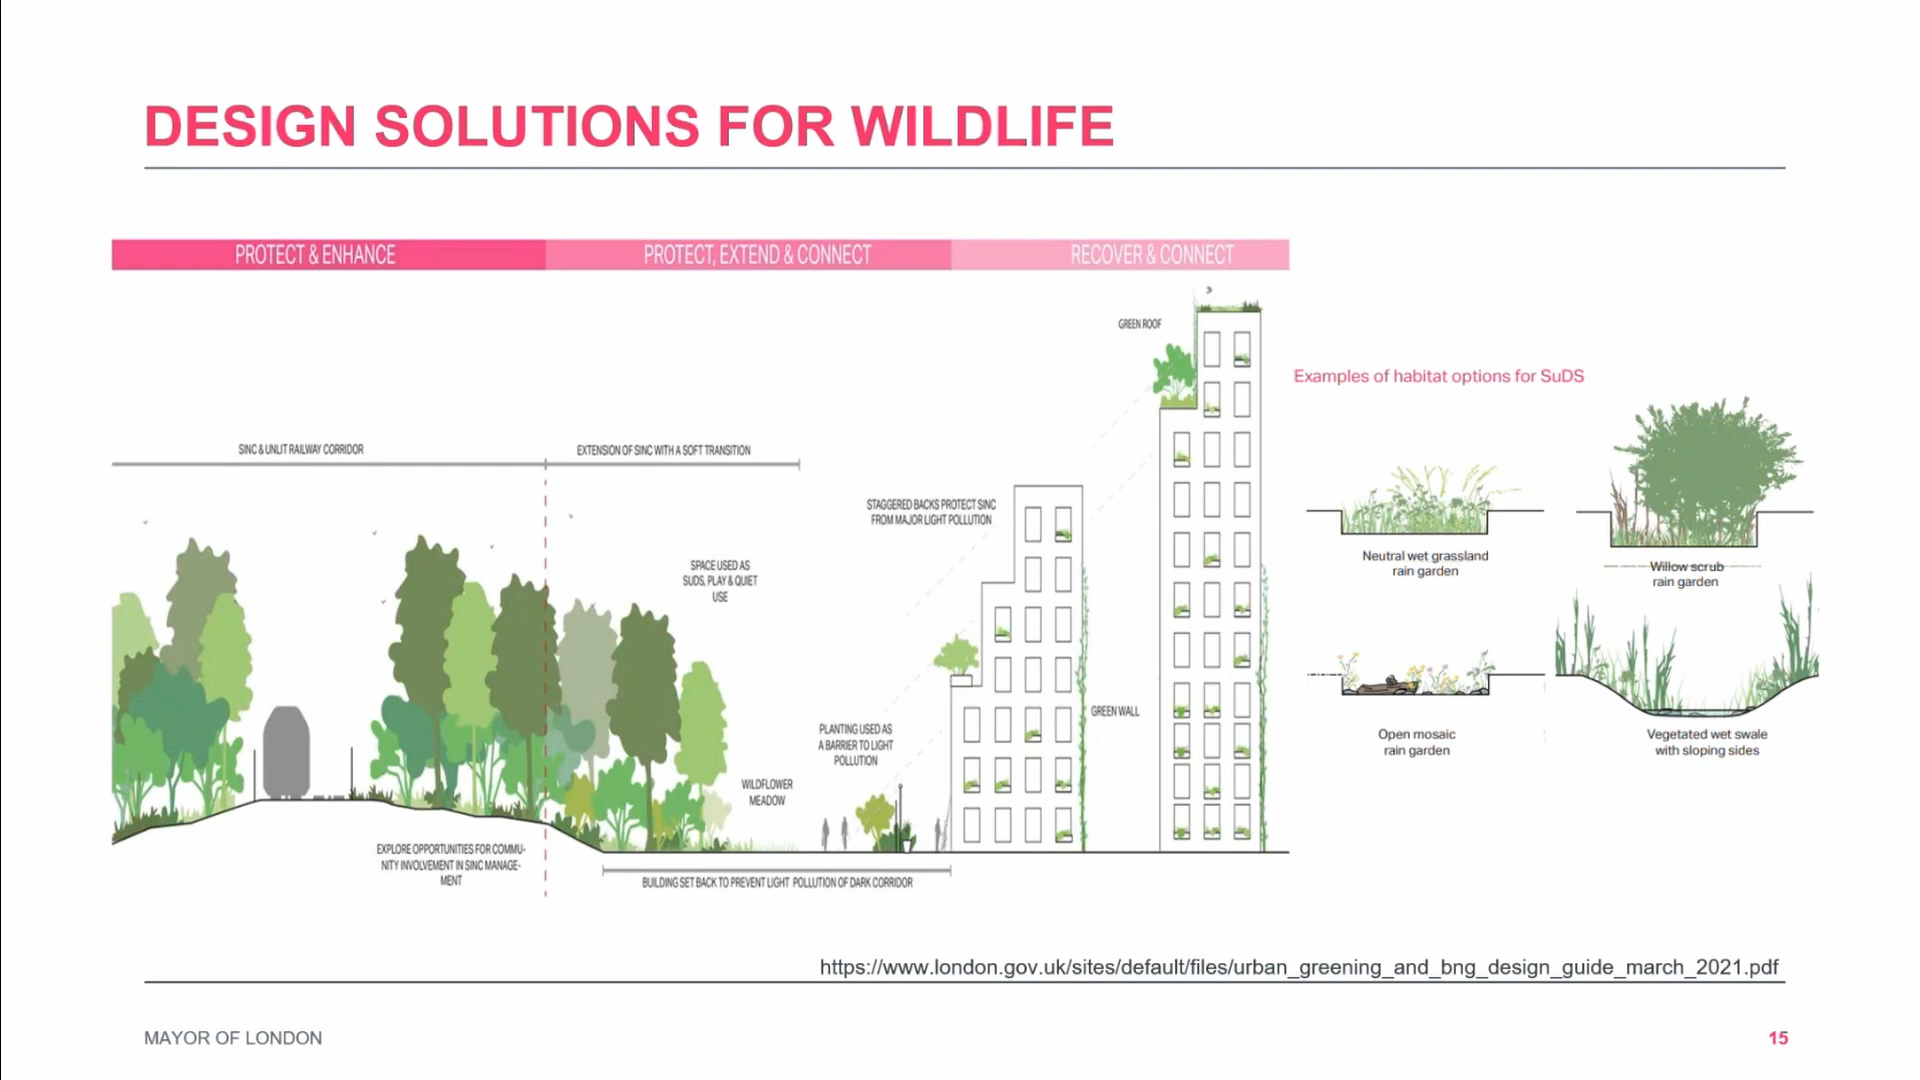 DESIGN SOLUTIONS FOR WILDLIFE
PROTECT & ENHANCE
PROTECT, EXTEND & CONNECT
RECOVER & CONNECT
GREEN ROOF
Examples of habitat options for SuDS
SINC & UNLIT RAILWAY CORRIDOR
EXTENSION OF SINC WITH A SOFT TRANSITION
STAGGERED BACKS PROTECT SINC
FROM MAJOR LIGHT POLLUTION
SPACE USED AS
SUDS, PLAY & QUIET
USE
Neutral wet grassland
rain garden
Willow scrub
rain garden
PLANTING USED AS
A BARRIER TO LIGHT
POLLUTION
GREEN WALL
WILDFLOWER
MEADOW
Open mosaic
rain garden
Vegetated wet swale
with sloping sides
EXPLORE OPPORTUNITIES FOR COMMU-
NITY INVOLVEMENT IN SINC MANAGE-
MENT
BUILDING SET BACK TO PREVENT LIGHT POLLUTION OF DARK CORRIDOR
https://www.london.gov.uk/sites/default/files/urban_greening_and_bng_design_guide_march_2021.pdf
MAYOR OF LONDON
15